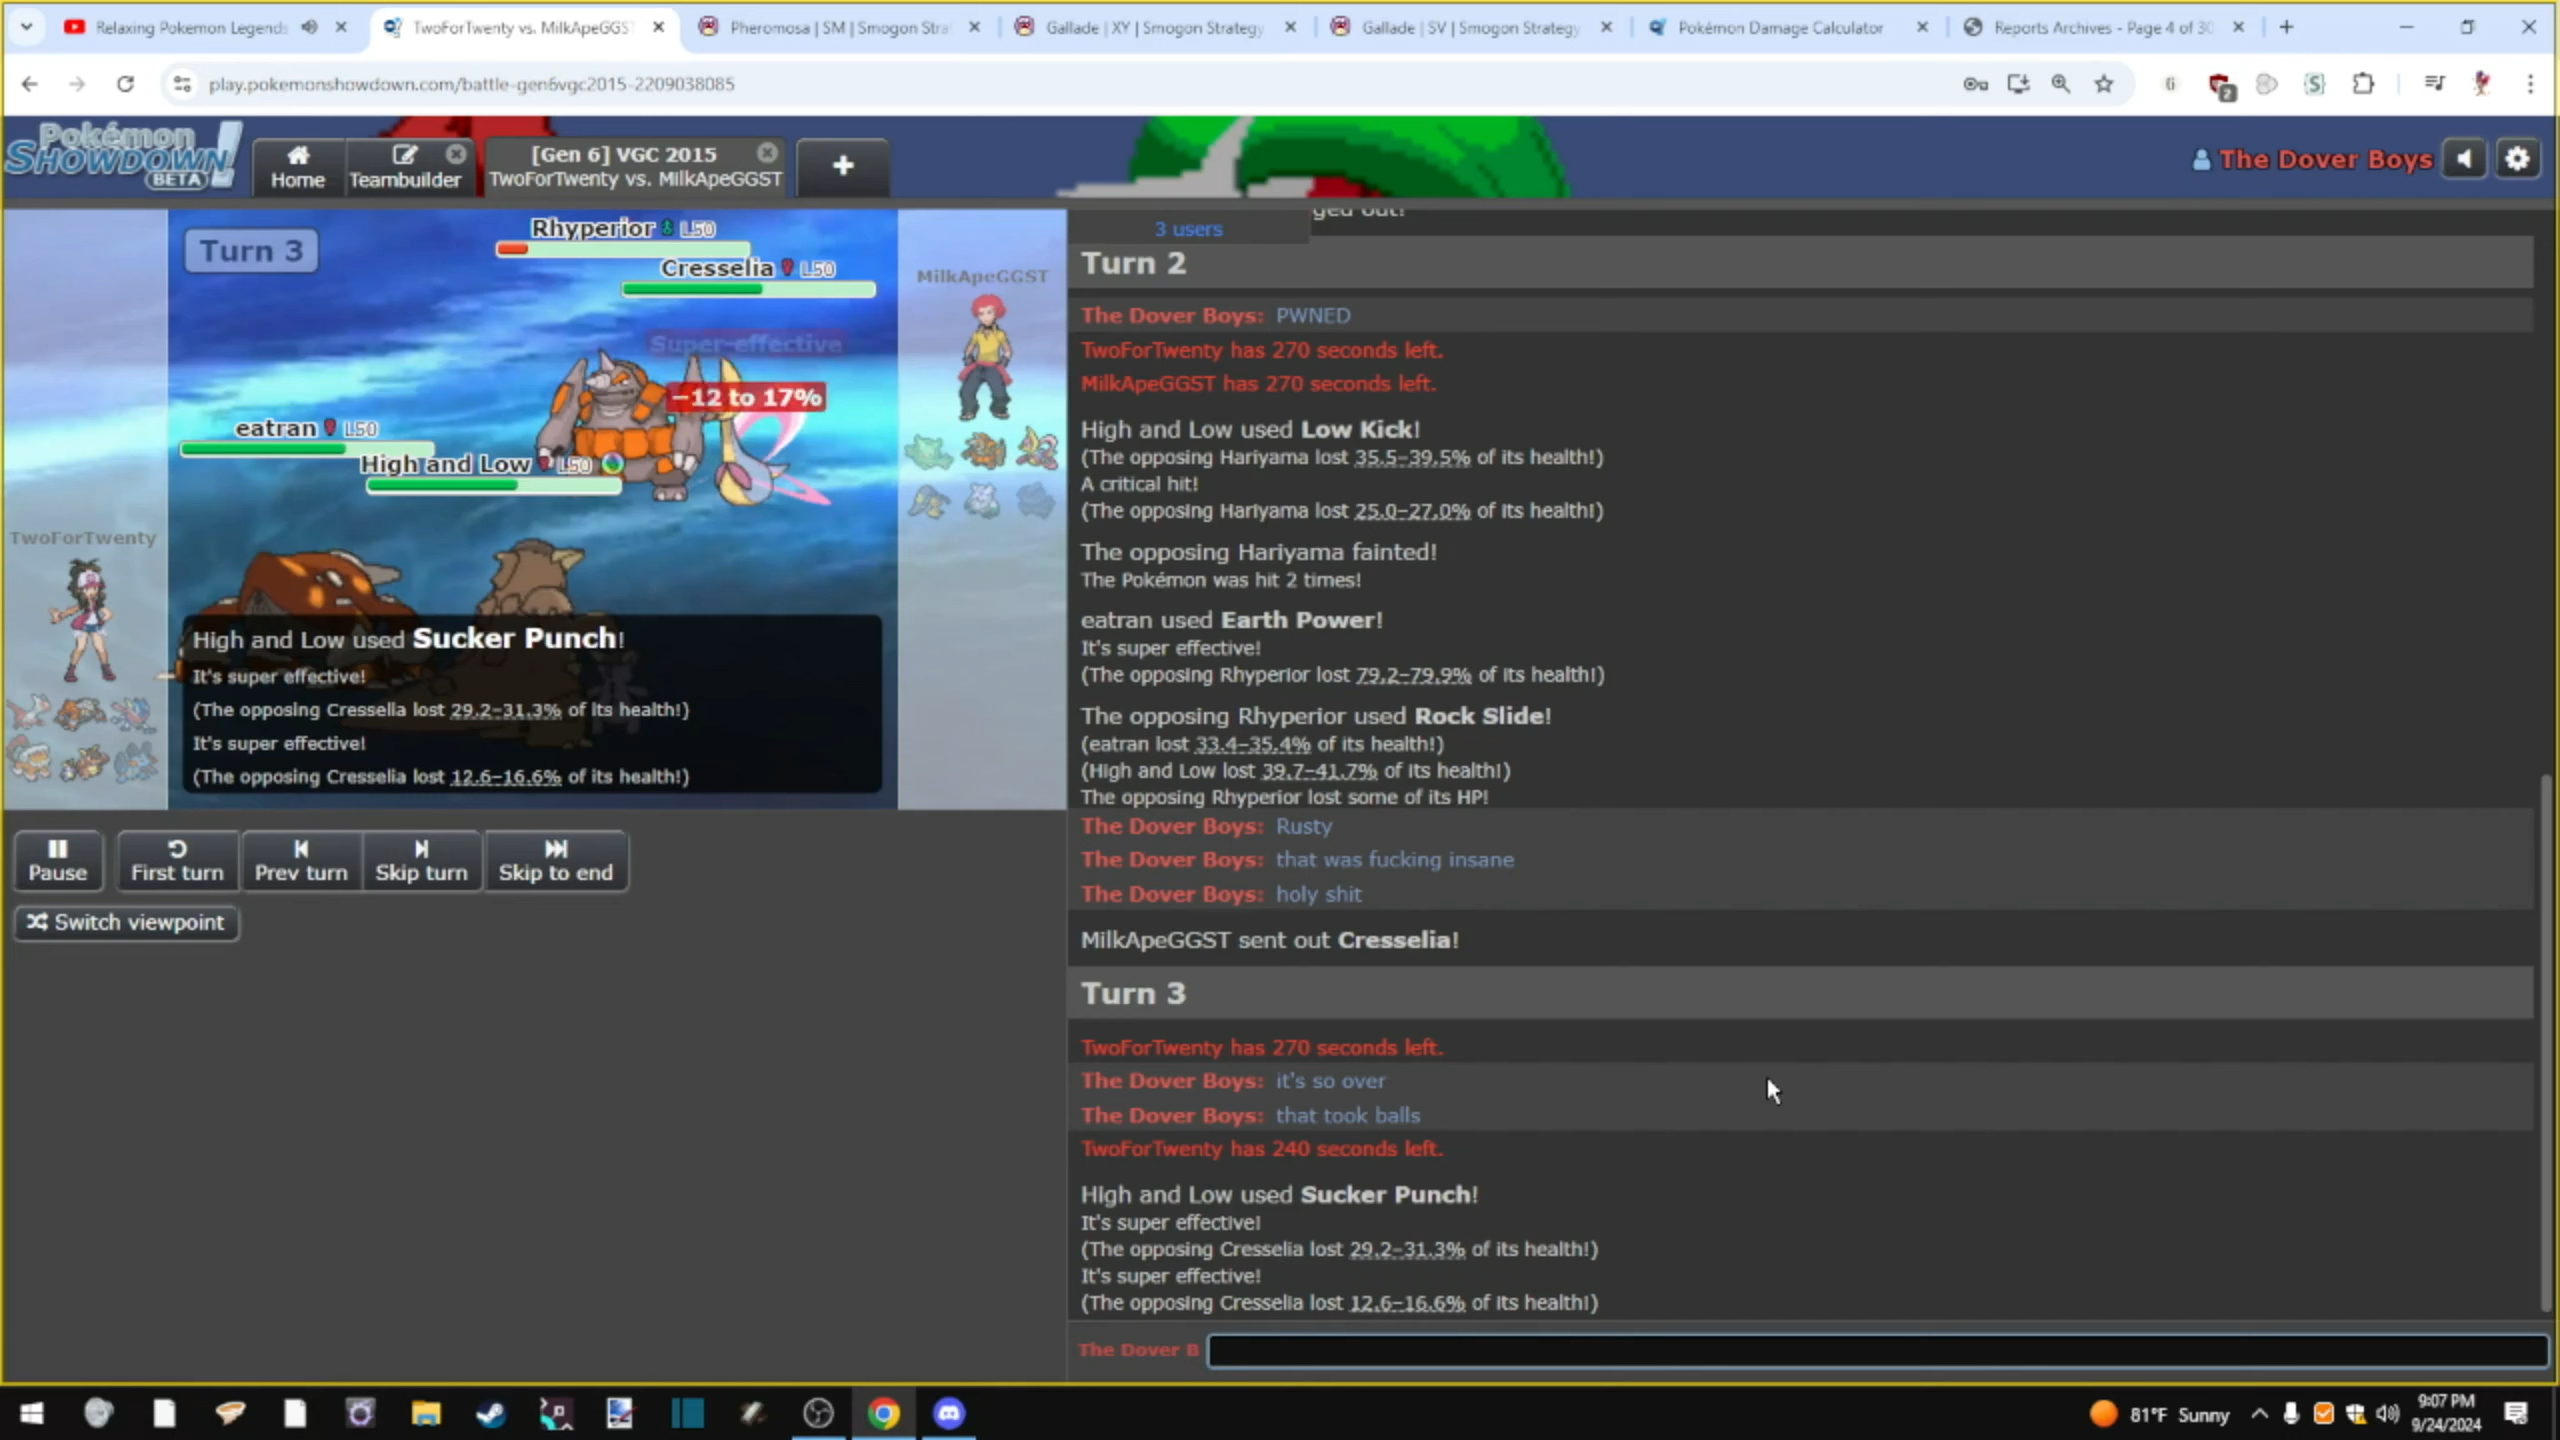 Relaxing Pokemon Legends
TwoForTwenty vs. MilkApeGGST
Pheromosa | SM | Smogon Stra
Gallade | XY | Smogon Strategy
Gallade | SV | Smogon Strategy
Pokémon Damage Calculator
Reports Archives - Page 4 of 30
play.pokemonshowdown.com/battle-gen6vgc2015-2209038085
2
Pokémon
SHOWDOWN!
BETA
Home
Teambuilder
[Gen 6] VGC 2015
TwoForTwenty vs. MilkApeGGST
The Dover Boys
Turn 3
Rhyperior L50
Cresselia L50
MilkApeGGST
Super-effective
−12 to 17%
eatran L50
High and Low L50
TwoForTwenty
High and Low used Sucker Punch!
It's super effective!
(The opposing Cresselia lost 29.2–31.3% of its health!)
It's super effective!
(The opposing Cresselia lost 12.6–16.6% of its health!)
Pause
First turn
Prev turn
Skip turn
Skip to end
Switch viewpoint
3 users
ged out!
Turn 2
The Dover Boys: PWNED
TwoForTwenty has 270 seconds left.
MilkApeGGST has 270 seconds left.
High and Low used Low Kick!
(The opposing Hariyama lost 35.5–39.5% of its health!)
A critical hit!
(The opposing Hariyama lost 25.0–27.0% of its health!)
The opposing Hariyama fainted!
The Pokémon was hit 2 times!
eatran used Earth Power!
It's super effective!
(The opposing Rhyperior lost 79.2–79.9% of its health!)
The opposing Rhyperior used Rock Slide!
(eatran lost 33.4–35.4% of its health!)
(High and Low lost 39.7–41.7% of its health!)
The opposing Rhyperior lost some of its HP!
The Dover Boys: Rusty
The Dover Boys: that was fucking insane
The Dover Boys: holy shit
MilkApeGGST sent out Cresselia!
Turn 3
TwoForTwenty has 270 seconds left.
The Dover Boys: it's so over
The Dover Boys: that took balls
TwoForTwenty has 240 seconds left.
High and Low used Sucker Punch!
It's super effective!
(The opposing Cresselia lost 29.2–31.3% of its health!)
It's super effective!
(The opposing Cresselia lost 12.6–16.6% of its health!)
The Dover B
81°F Sunny
9:07 PM
9/24/2024